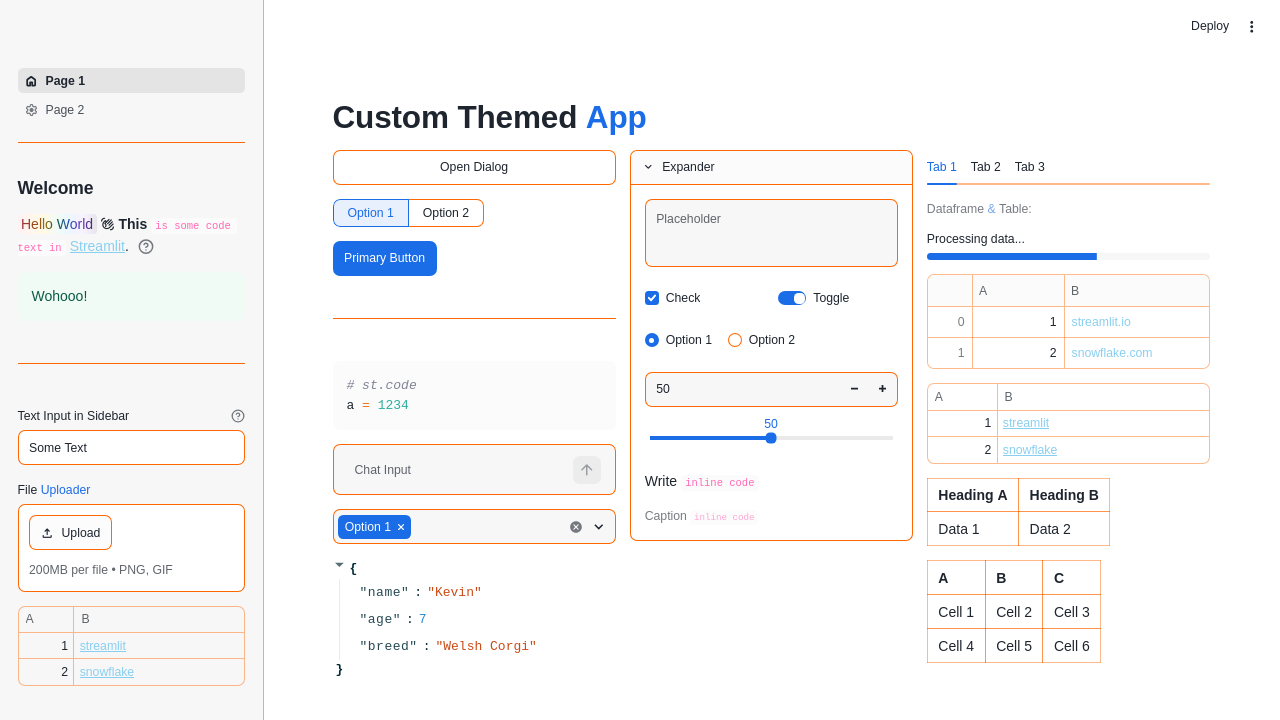 Deploy
Page 1
Page 2
Welcome
Hello World 👋 This is some code
text in Streamlit.
Wohooo!
Text Input in Sidebar
Some Text
File Uploader
Upload
200MB per file • PNG, GIF
A B
1 streamlit
2 snowflake
Custom Themed App
Open Dialog
Option 1 Option 2
Primary Button
# st.code
a = 1234
Chat Input
Option 1
{
"name" : "Kevin"
"age" : 7
"breed" : "Welsh Corgi"
}
Expander
Placeholder
Check Toggle
Option 1 Option 2
50
50
Write inline code
Caption inline code
Tab 1 Tab 2 Tab 3
Dataframe & Table:
Processing data...
A B
0 1 streamlit.io
1 2 snowflake.com
A B
1 streamlit
2 snowflake
Heading A Heading B
Data 1 Data 2
A B C
Cell 1 Cell 2 Cell 3
Cell 4 Cell 5 Cell 6